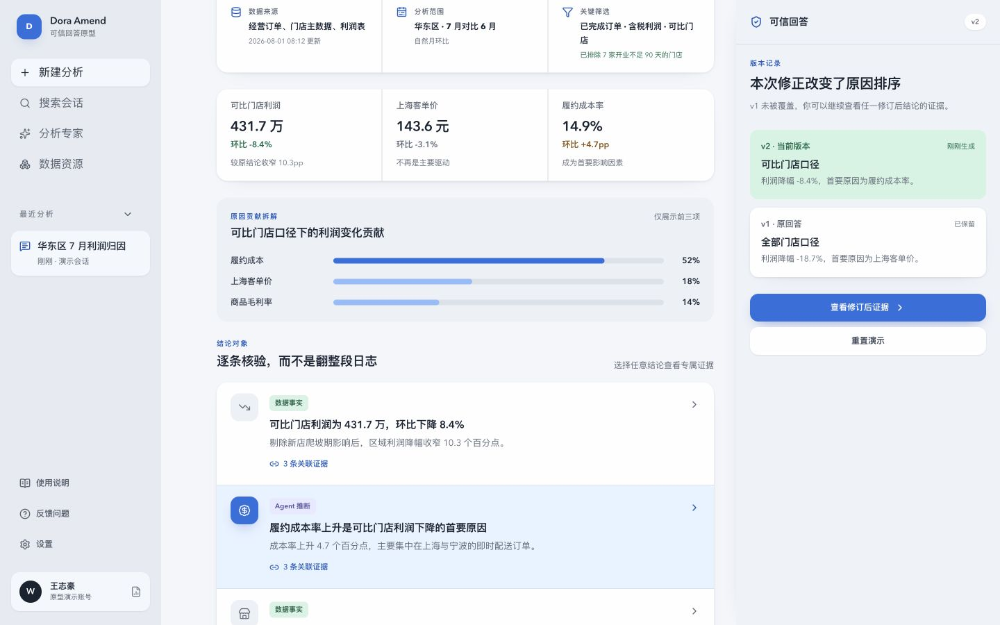 D
Dora Amend
可信回答原型
新建分析
搜索会话
分析专家
数据资源
最近分析
华东区 7 月利润归因
刚刚 · 演示会话
使用说明
反馈问题
设置
W
王志豪
原型演示账号
数据来源
经营订单、门店主数据、利润表
2026-08-01 08:12 更新
分析范围
华东区 · 7 月对比 6 月
自然月环比
关键筛选
已完成订单 · 含税利润 · 可比门
店
已排除 7 家开业不足 90 天的门店
可比门店利润
431.7 万
环比 -8.4%
较原结论收窄 10.3pp
上海客单价
143.6 元
环比 -3.1%
不再是主要驱动
履约成本率
14.9%
环比 +4.7pp
成为首要影响因素
原因贡献拆解
可比门店口径下的利润变化贡献
仅展示前三项
履约成本
52%
上海客单价
18%
商品毛利率
14%
结论对象
逐条核验，而不是翻整段日志
选择任意结论查看专属证据
数据事实
可比门店利润为 431.7 万，环比下降 8.4%
剔除新店爬坡期影响后，区域利润降幅收窄 10.3 个百分点。
3 条关联证据
Agent 推断
履约成本率上升是可比门店利润下降的首要原因
成本率上升 4.7 个百分点，主要集中在上海与宁波的即时配送订单。
3 条关联证据
数据事实
可信回答
v2
版本记录
本次修正改变了原因排序
v1 未被覆盖，你可以继续查看任一修订后结论的证据。
v2 · 当前版本
刚刚生成
可比门店口径
利润降幅 -8.4%，首要原因为履约成本率。
v1 · 原回答
已保留
全部门店口径
利润降幅 -18.7%，首要原因为上海客单价。
查看修订后证据
重置演示